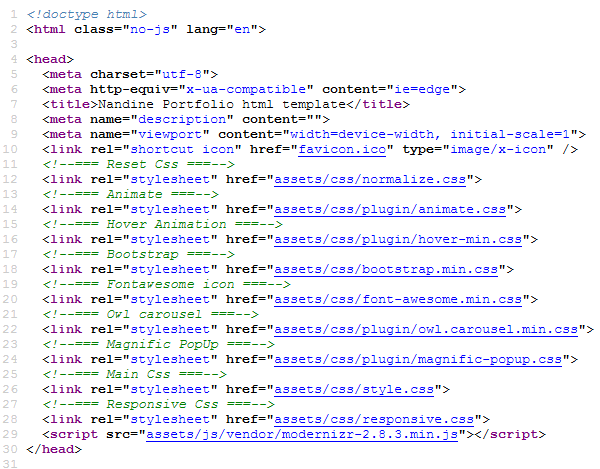 1 <!doctype html>
2 <html class="no-js" lang="en">
3
4 <head>
5 <meta charset="utf-8">
6 <meta http-equiv="x-ua-compatible" content="ie=edge">
7 <title>Nandine Portfolio html template</title>
8 <meta name="description" content="">
9 <meta name="viewport" content="width=device-width, initial-scale=1">
10 <link rel="shortcut icon" href="favicon.ico" type="image/x-icon" />
11 <!--=== Reset Css ===-->
12 <link rel="stylesheet" href="assets/css/normalize.css">
13 <!--=== Animate ===-->
14 <link rel="stylesheet" href="assets/css/plugin/animate.css">
15 <!--=== Hover Animation ===-->
16 <link rel="stylesheet" href="assets/css/plugin/hover-min.css">
17 <!--=== Bootstrap ===-->
18 <link rel="stylesheet" href="assets/css/bootstrap.min.css">
19 <!--=== Fontawesome icon ===-->
20 <link rel="stylesheet" href="assets/css/font-awesome.min.css">
21 <!--=== Owl carousel ===-->
22 <link rel="stylesheet" href="assets/css/plugin/owl.carousel.min.css">
23 <!--=== Magnific PopUp ===-->
24 <link rel="stylesheet" href="assets/css/plugin/magnific-popup.css">
25 <!--=== Main Css ===-->
26 <link rel="stylesheet" href="assets/css/style.css">
27 <!--=== Responsive Css ===-->
28 <link rel="stylesheet" href="assets/css/responsive.css">
29 <script src="assets/js/vendor/modernizr-2.8.3.min.js"></script>
30 </head>
31